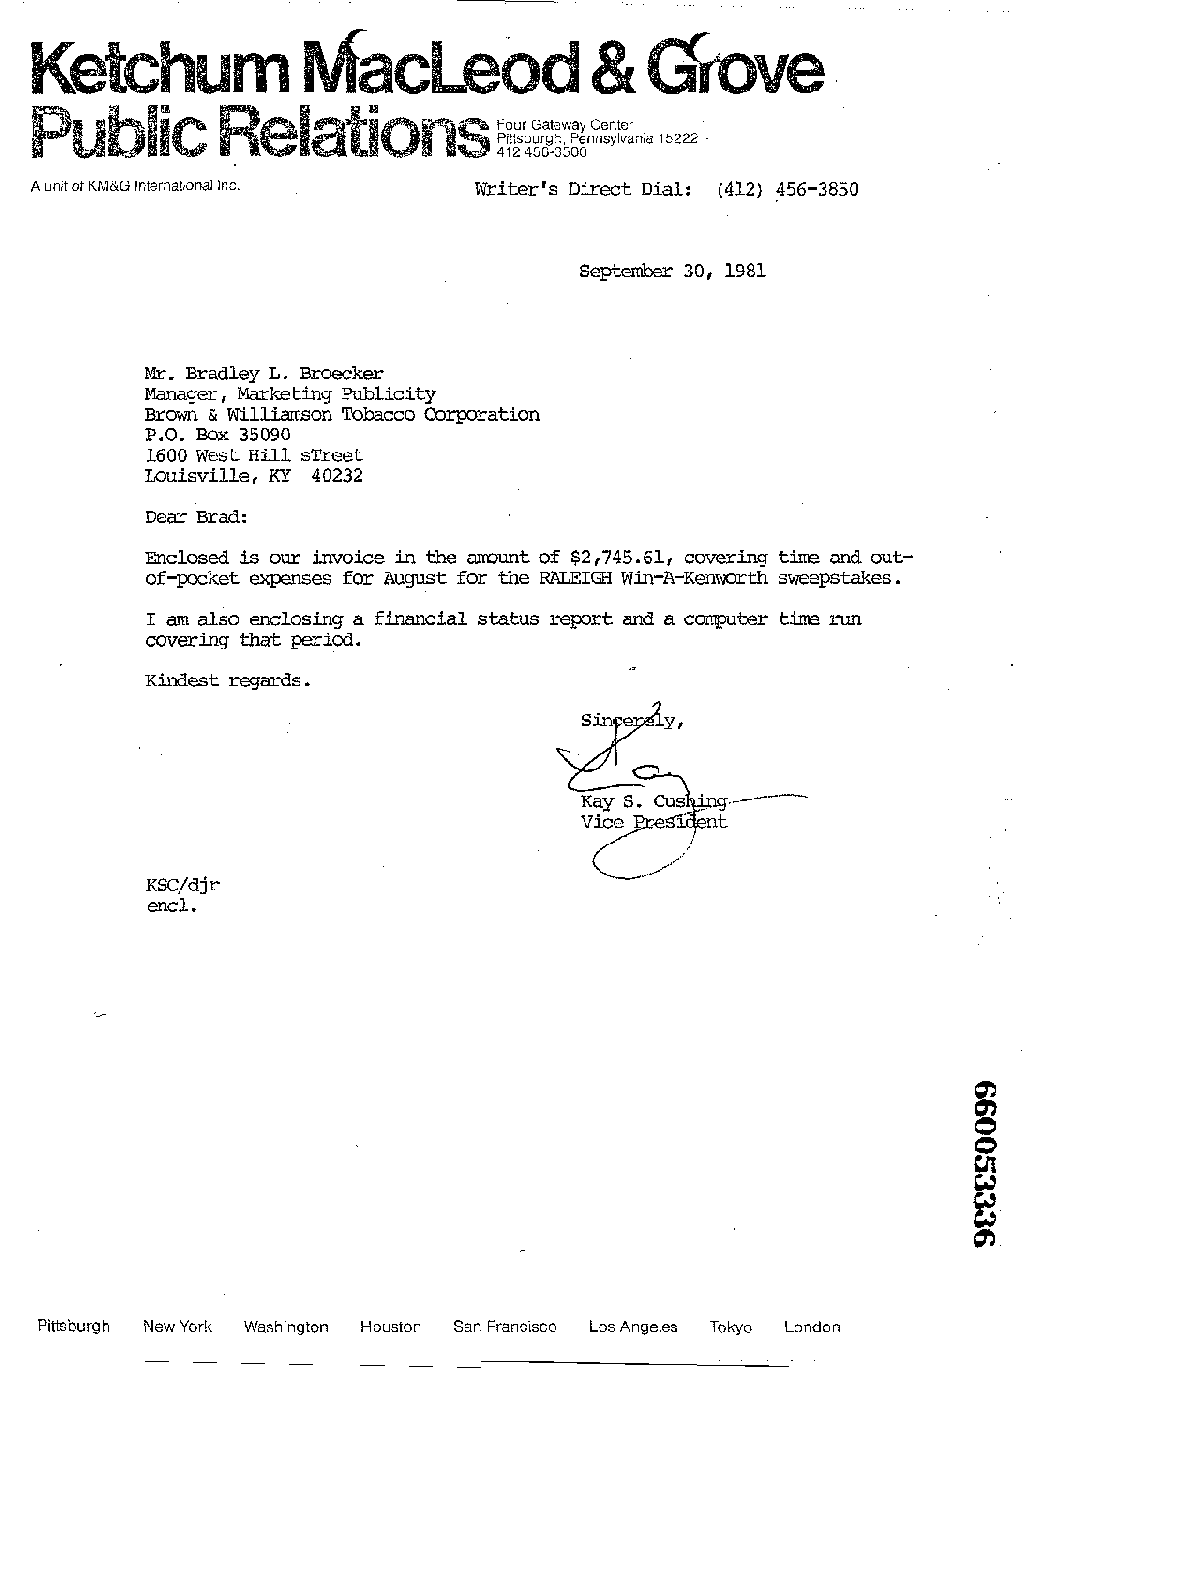 Ketchum MacLeod & Grove
Public Relations
Four Gateway Center
Pittsburgh, Pennsylvania 15222
412 456-3500
A unit of KM&G International Inc.
Writer's Direct Dial: (412) 456-3850
September 30, 1981
Mr. Bradley L. Broecker
Manager, Marketing Publicity
Brown & Williamson Tobacco Corporation
P.O. Box 35090
1600 West Hill sTreet
Louisville, KY 40232
Dear Brad:
Enclosed is our invoice in the amount of $2,745.61, covering time and out-
of-pocket expenses for August for the RALEIGH Win-A-Kenworth sweepstakes.
I am also enclosing a financial status report and a computer time run
covering that period.
Kindest regards.
Sincerely,
Kay S. Cushing
Vice President
KSC/djr
encl.
660053336
Pittsburgh New York Washington Houston San Francisco Los Angeles Tokyo London